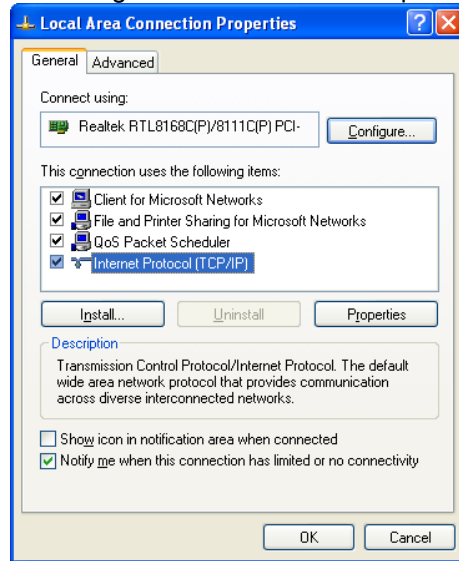 Local Area Connection Properties
General Advanced
Connect using:
Realtek RTL8168C(P)/8111C(P) PCI-
Configure...
This connection uses the following items:
Client for Microsoft Networks
File and Printer Sharing for Microsoft Networks
QoS Packet Scheduler
Internet Protocol (TCP/IP)
Install... Uninstall Properties
Description
Transmission Control Protocol/Internet Protocol. The default
wide area network protocol that provides communication
across diverse interconnected networks.
Show icon in notification area when connected
Notify me when this connection has limited or no connectivity
OK Cancel